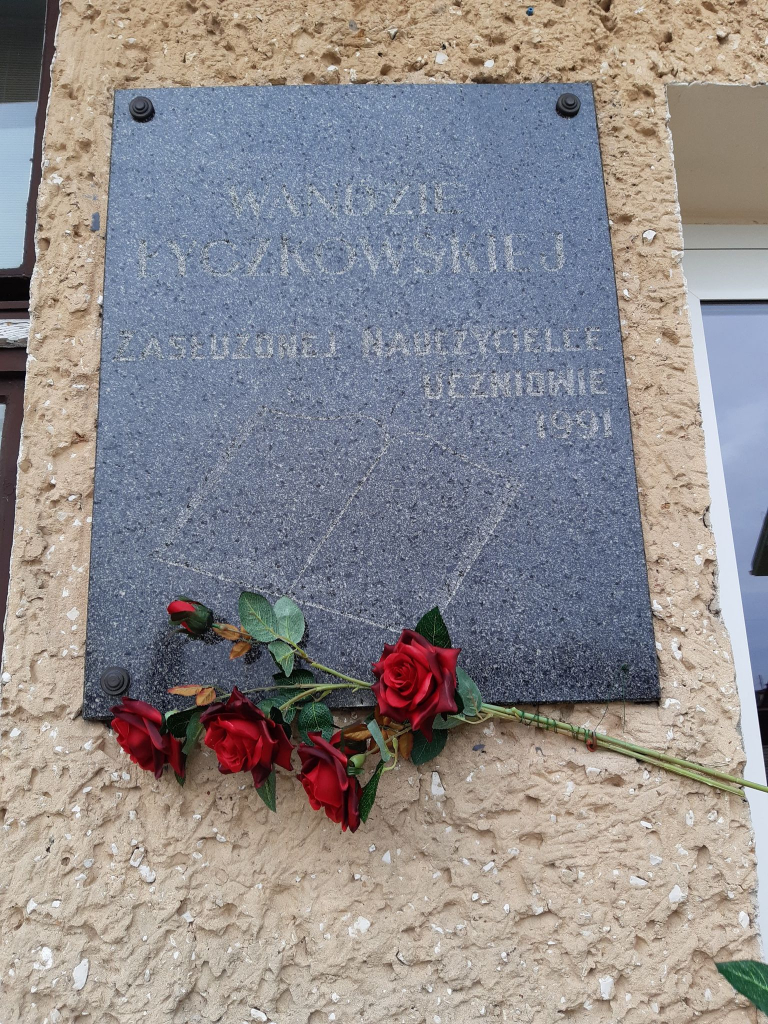 WANDZIE
ŁYCZKOWSKIEJ
ZASŁUŻONEJ NAUCZYCIELCE
UCZNIOWIE
1991